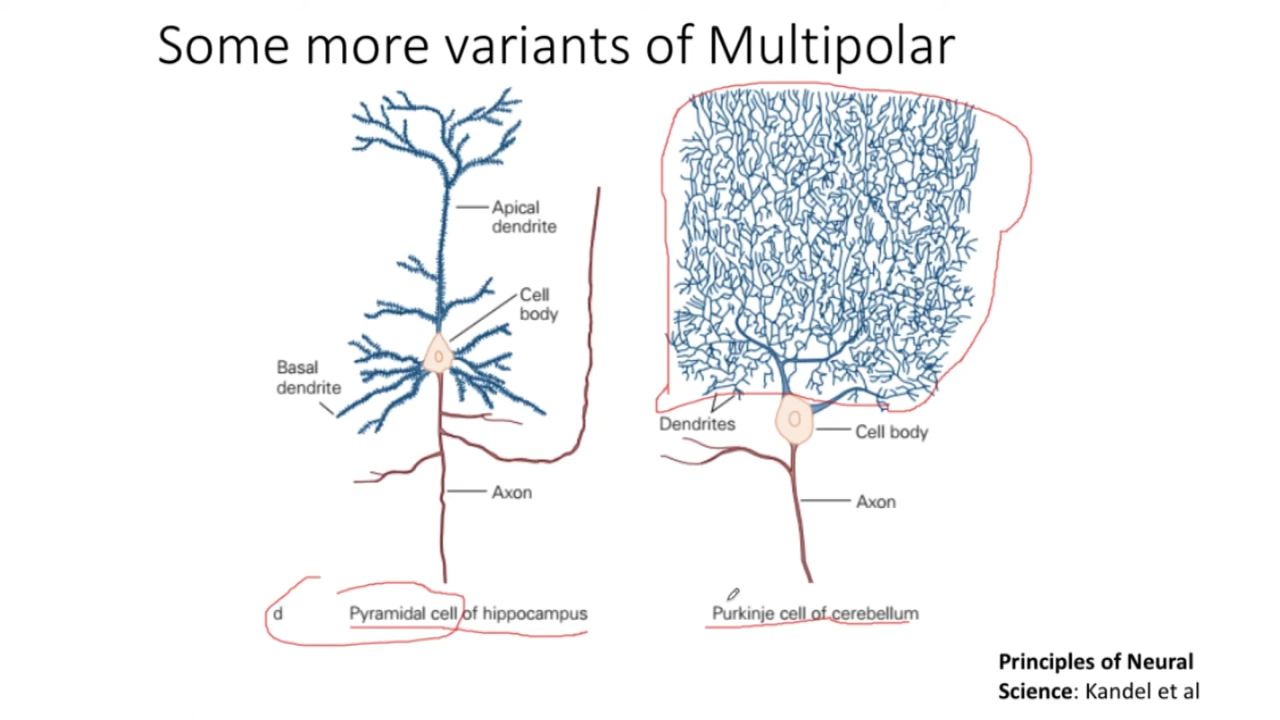 Some more variants of Multipolar
Apical
dendrite
Cell
body
Basal
dendrite
Axon
Dendrites
Cell body
Axon
d
Pyramidal cell of hippocampus
Purkinje cell of cerebellum
Principles of Neural
Science: Kandel et al